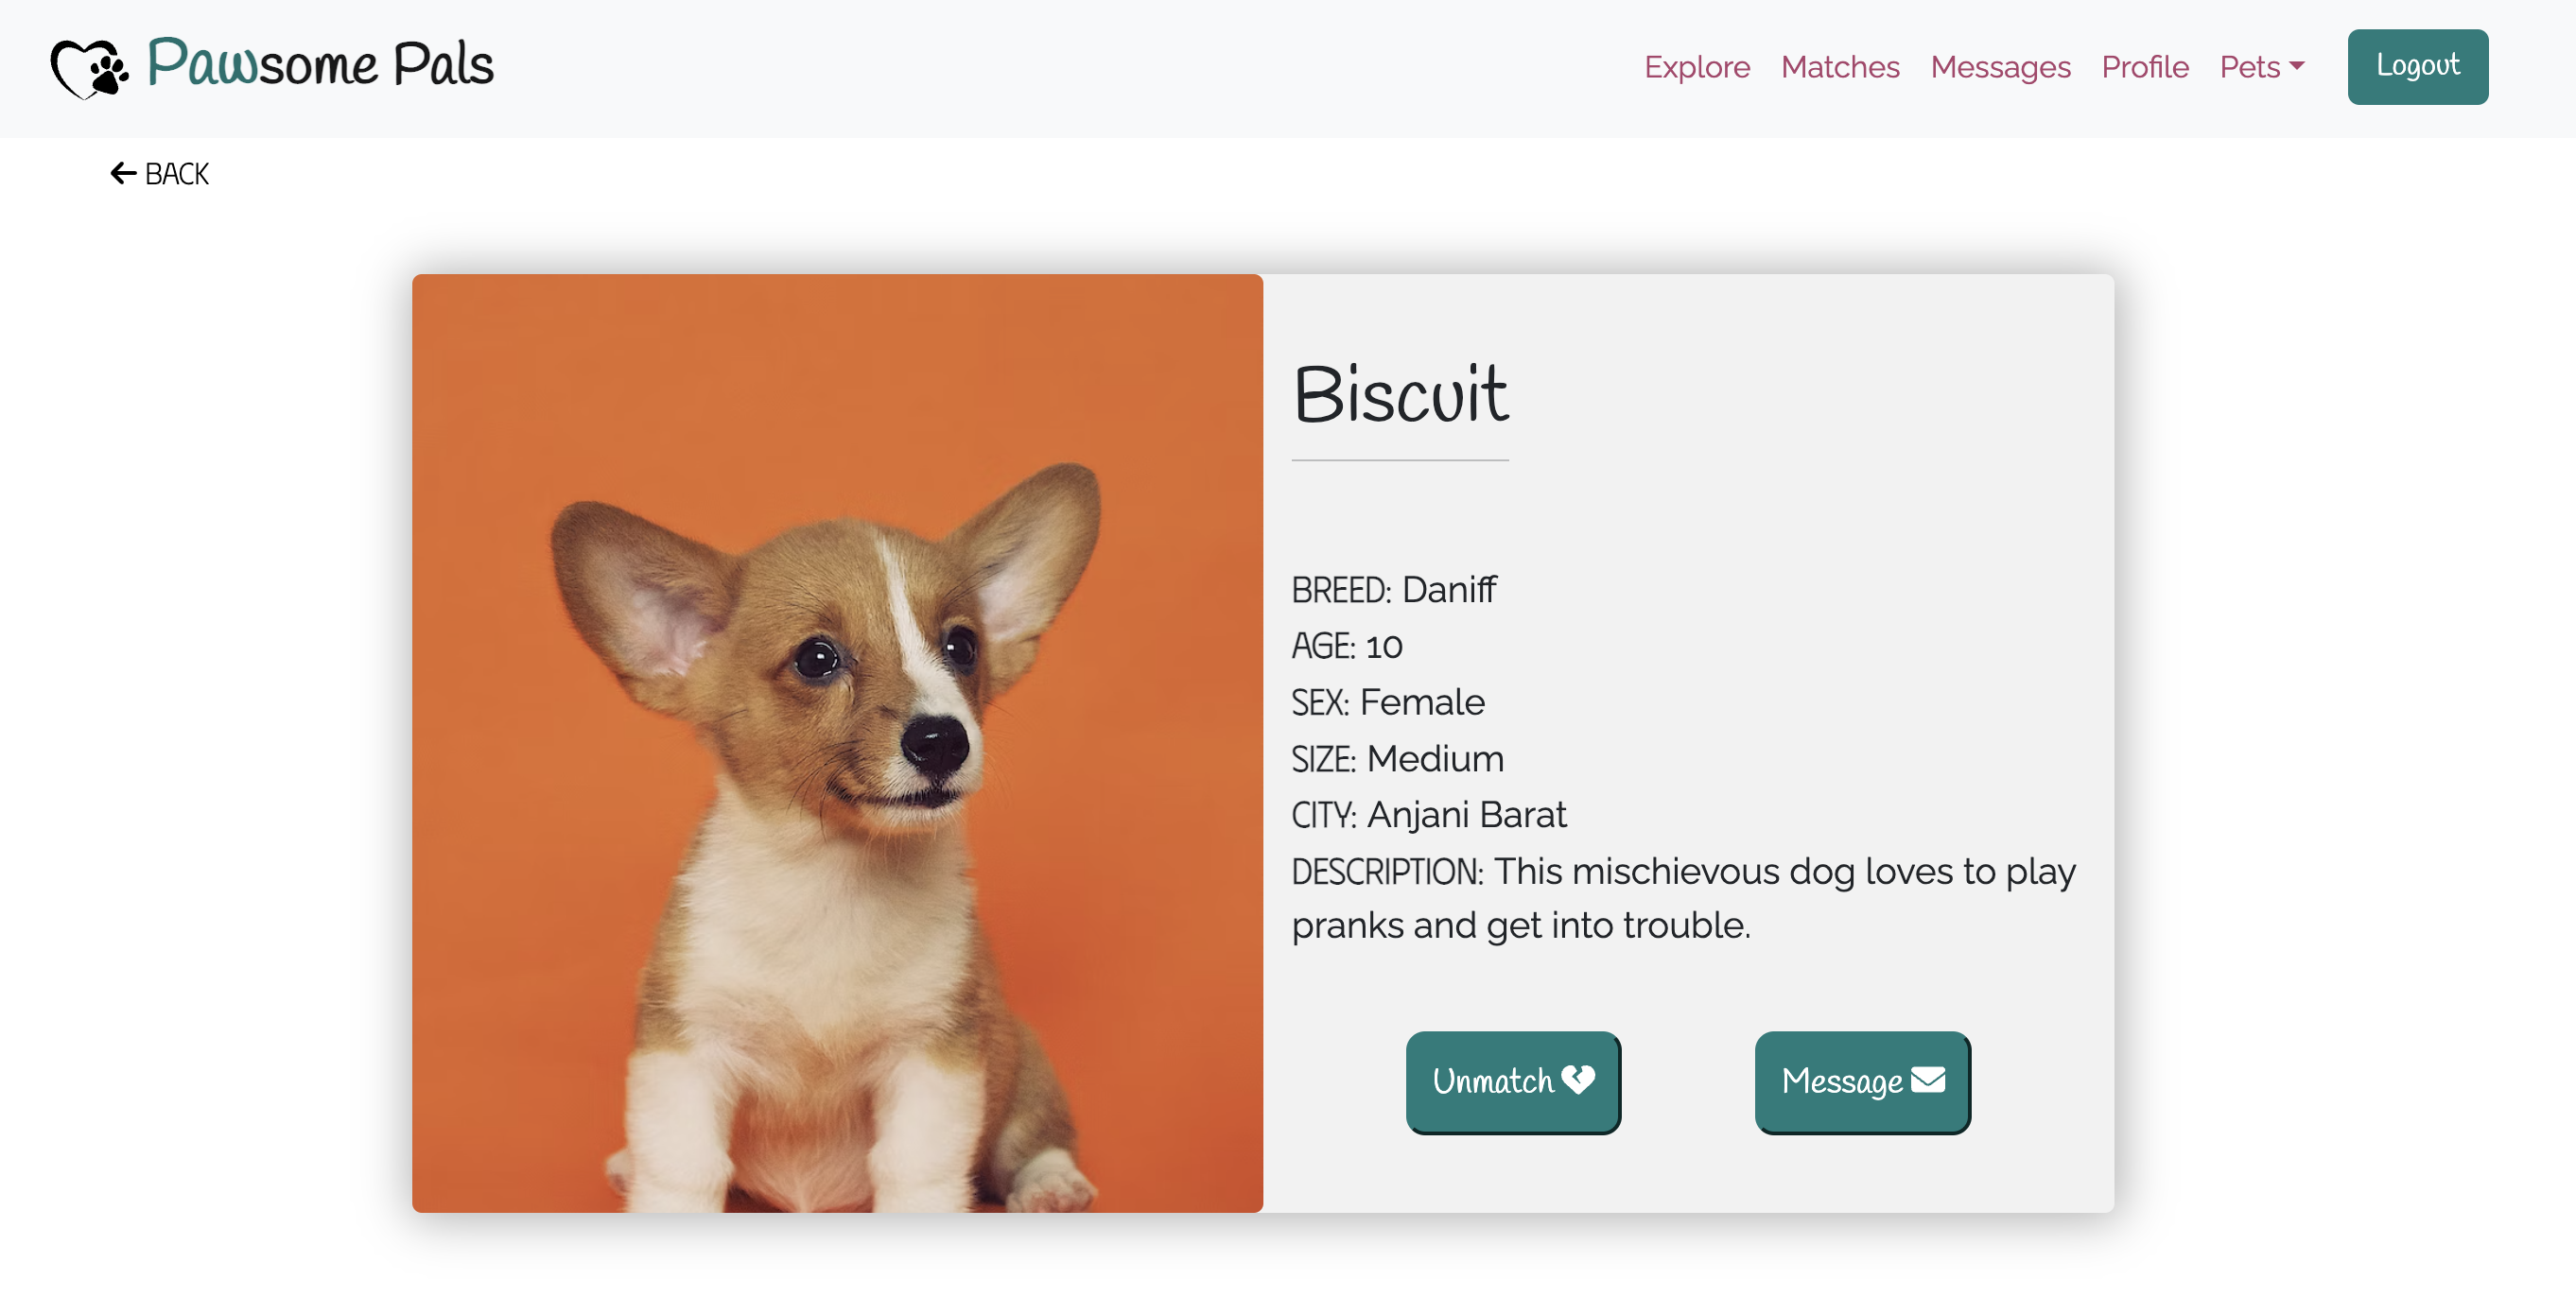 Pawsome Pals
Explore Matches Messages Profile Pets Logout
BACK
Biscuit
BREED: Daniff
AGE: 10
SEX: Female
SIZE: Medium
CITY: Anjani Barat
DESCRIPTION: This mischievous dog loves to play
pranks and get into trouble.
Unmatch Message